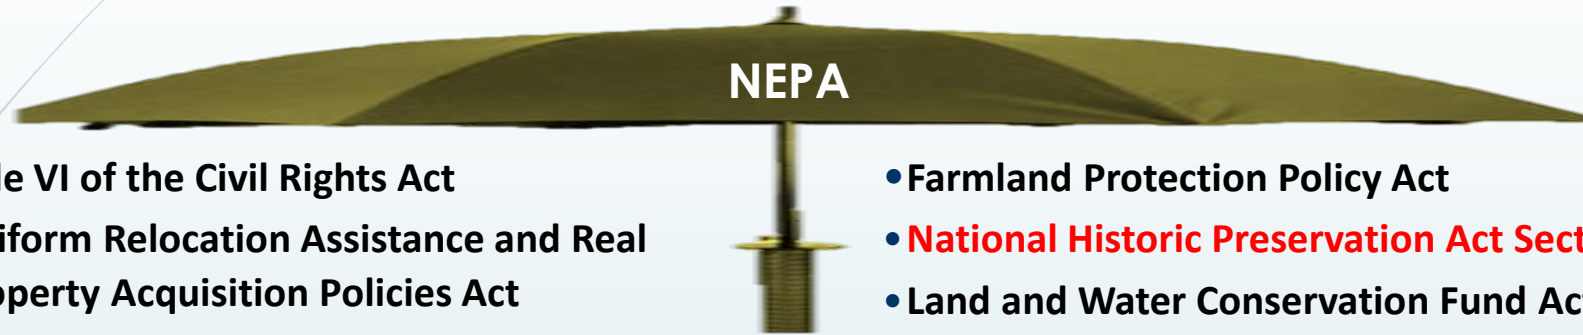 NEPA
le VI of the Civil Rights Act
iform Relocation Assistance and Real
operty Acquisition Policies Act
•Farmland Protection Policy Act
•National Historic Preservation Act Sect
•Land and Water Conservation Fund Ac